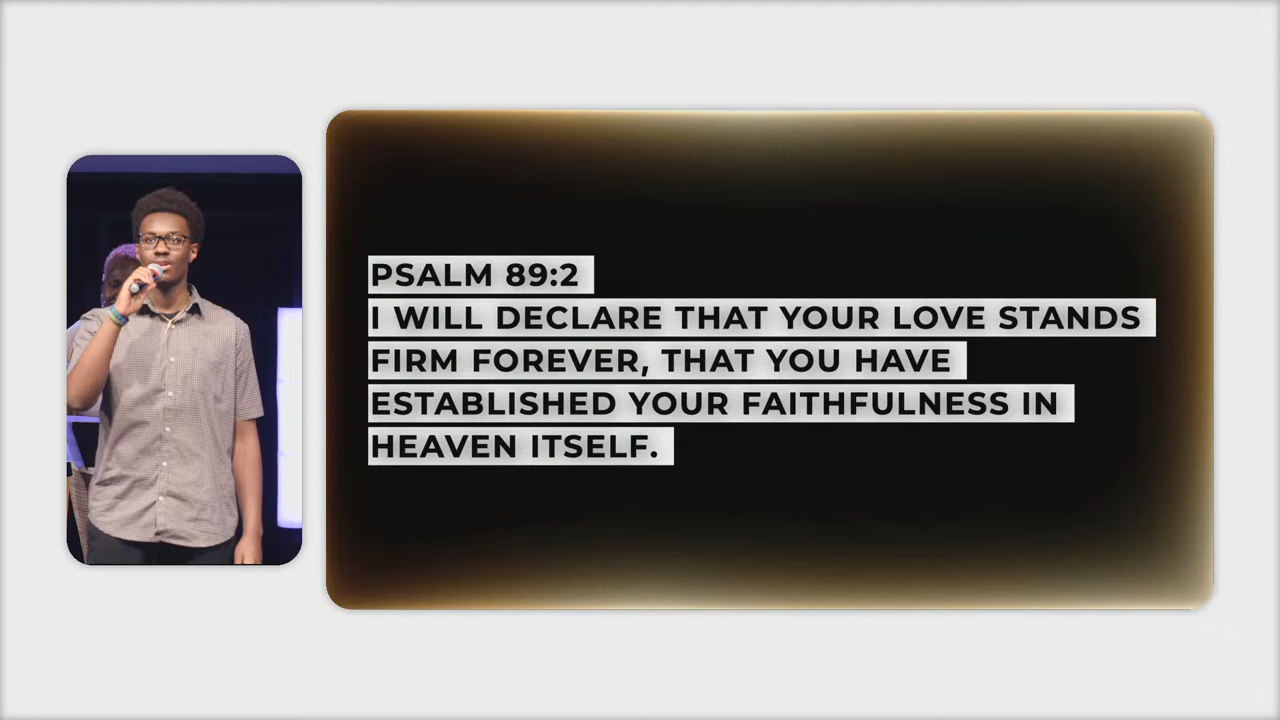 PSALM 89:2
I WILL DECLARE THAT YOUR LOVE STANDS
FIRM FOREVER, THAT YOU HAVE
ESTABLISHED YOUR FAITHFULNESS IN
HEAVEN ITSELF.